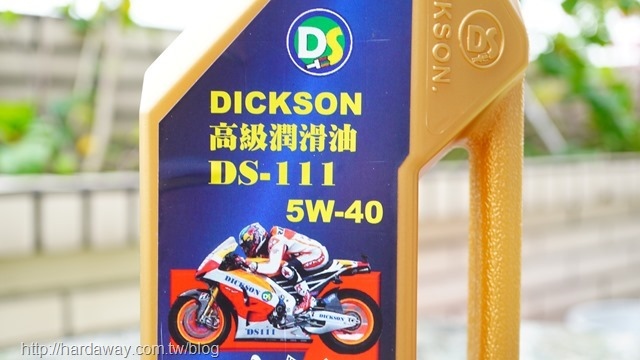 DS
DICKSON
高級潤滑油
DS-111
5W-40
DICKSON
DS111
DICKSON
DS
DICKSON.
http://hardaway.com.tw/blog